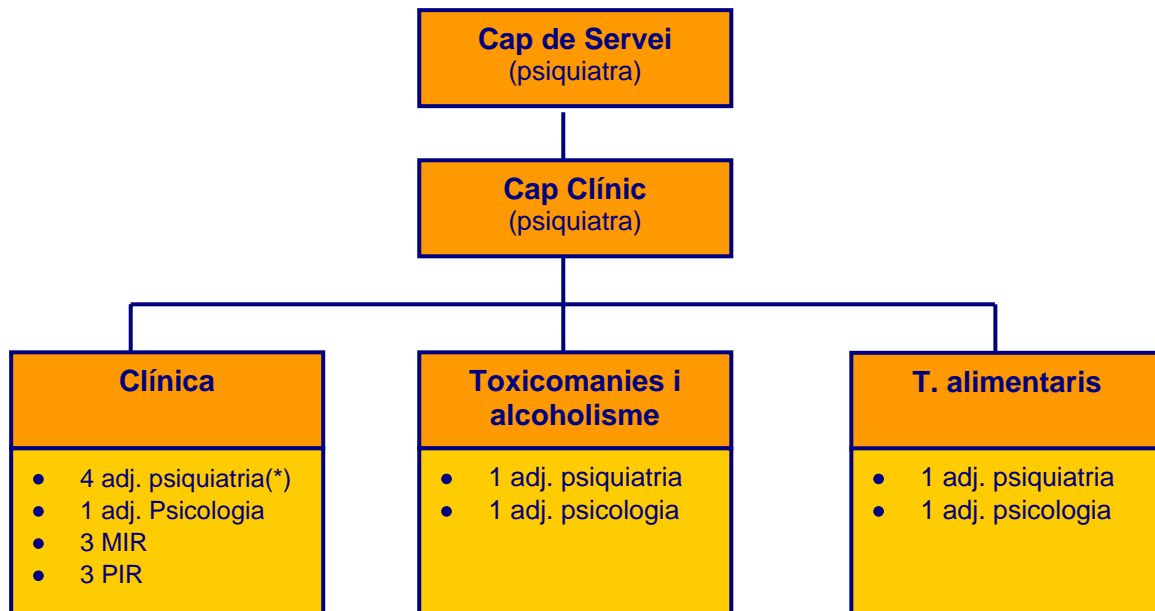 Cap de Servei
(psiquiatra)
Cap Clínic
(psiquiatra)
Clínica
● 4 adj. psiquiatria(*)
● 1 adj. Psicologia
● 3 MIR
● 3 PIR
Toxicomanies i
alcoholisme
● 1 adj. psiquiatria
● 1 adj. psicologia
T. alimentaris
● 1 adj. psiquiatria
● 1 adj. psicologia